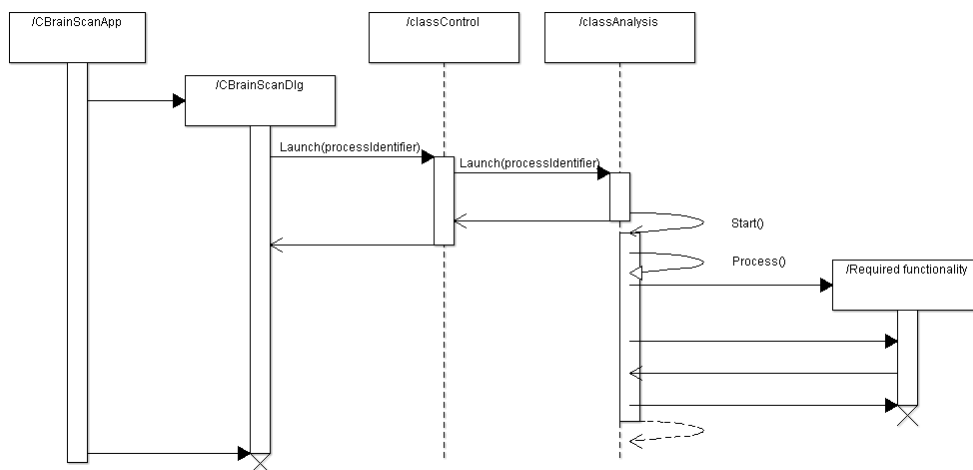 /CBrainScanApp
/classControl
/classAnalysis
/CBrainScanDlg
Launch(processIdentifier)
Launch(processIdentifier)
Start()
Process()
/Required functionality